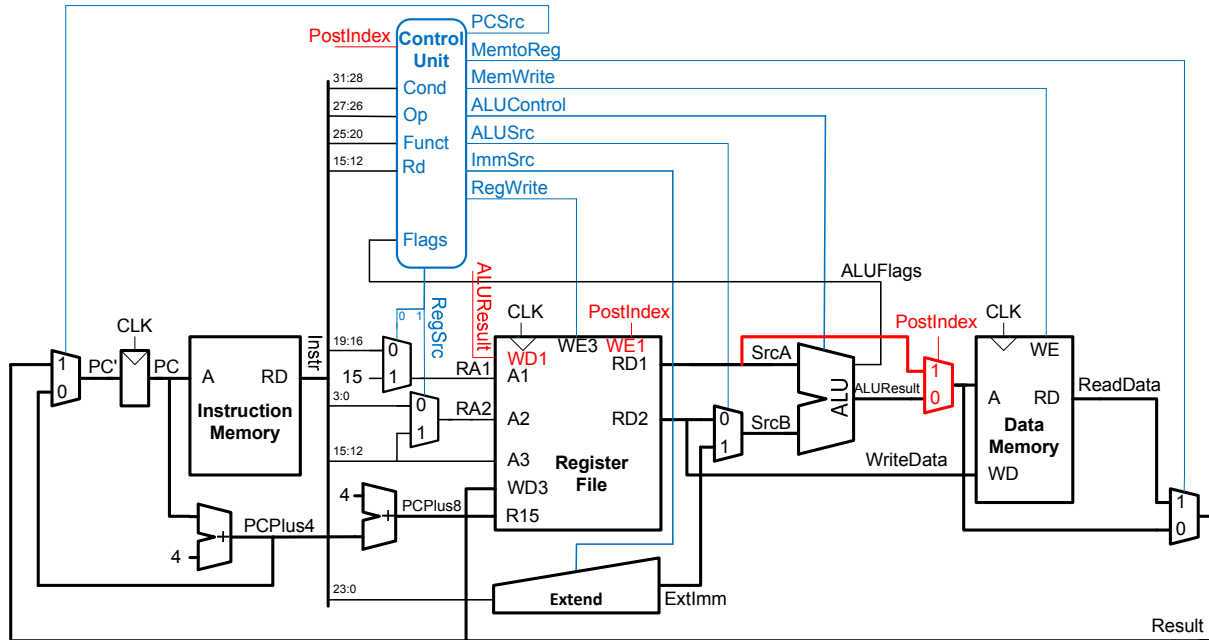 PCSrc
PostIndex
Control
Unit
MemtoReg
31:28
Cond
MemWrite
27:26
Op
ALUControl
25:20
Funct
ALUSrc
15:12
Rd
ImmSrc
RegWrite
Flags
ALUFlags
ALUResult
RegSrc
0 1
CLK
Instr
19:16
CLK
PostIndex
PostIndex
CLK
WD1
WE3
WE1
WE
1
0
PC'
PC
A
RD
Instruction
Memory
0
1
15
RA1
A1
RD1
SrcA
ALU
ALUResult
1
0
A
RD
ReadData
Data
Memory
3:0
0
1
RA2
A2
RD2
0
1
SrcB
15:12
A3
Register
File
WriteData
WD
WD3
R15
4
+
PCPlus8
1
0
+
4
PCPlus4
23:0
Extend
ExtImm
Result